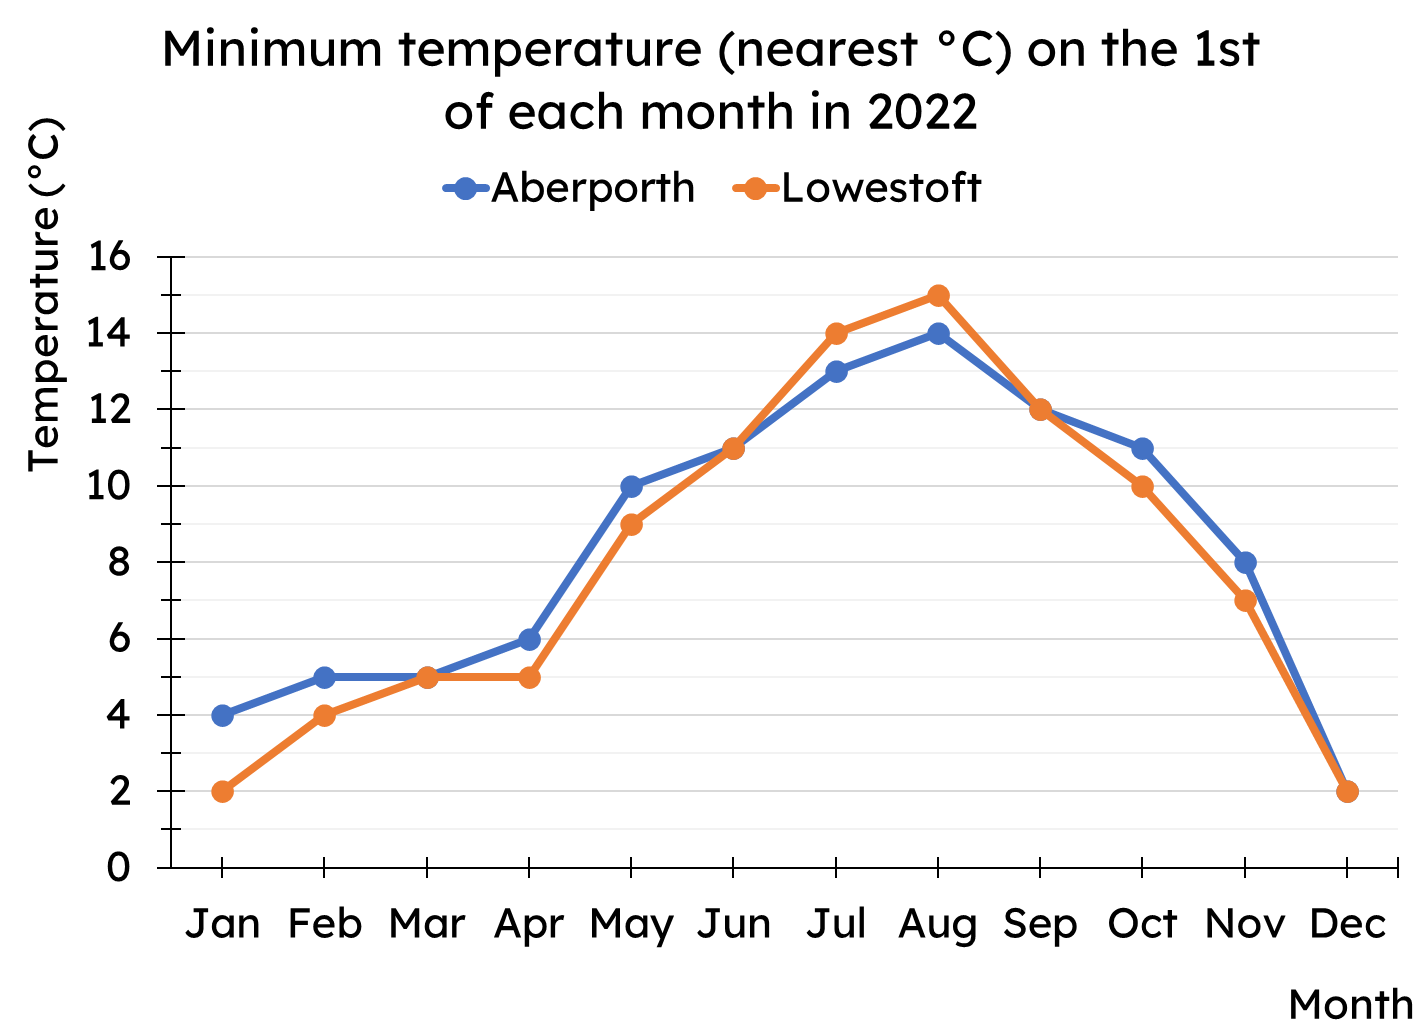 Minimum temperature (nearest °C) on the 1st
of each month in 2022
Aberporth Lowestoft
Temperature (°C)
16
14
12
10
8
6
4
2
0
Jan Feb Mar Apr May Jun Jul Aug Sep Oct Nov Dec
Month